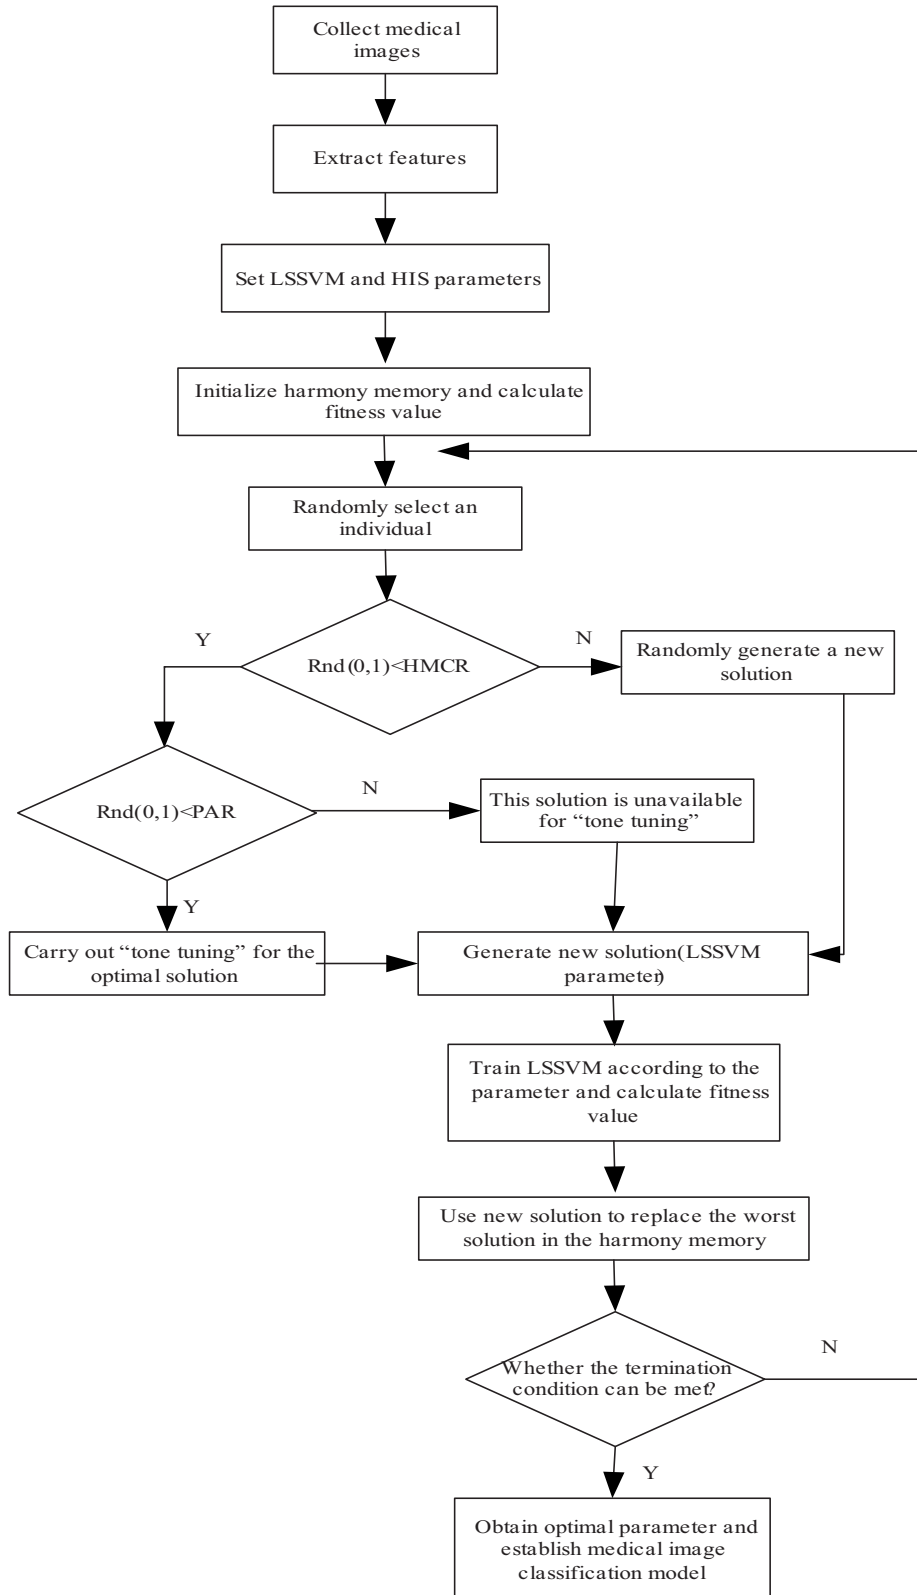 Collect medical
images
Extract features
Set LSSVM and HIS parameters
Initialize harmony memory and calculate
fitness value
Randomly select an
individual
Y
Rnd(0,1)<HMCR
N
Randomly generate a new
solution
Rnd(0,1)<PAR
N
This solution is unavailable
for “tone tuning”
Y
Carry out “tone tuning” for the
optimal solution
Generate new solution(LSSVM
parameter)
Train LSSVM according to the
parameter and calculate fitness
value
Use new solution to replace the worst
solution in the harmony memory
Whether the termination
condition can be met?
N
Y
Obtain optimal parameter and
establish medical image
classification model